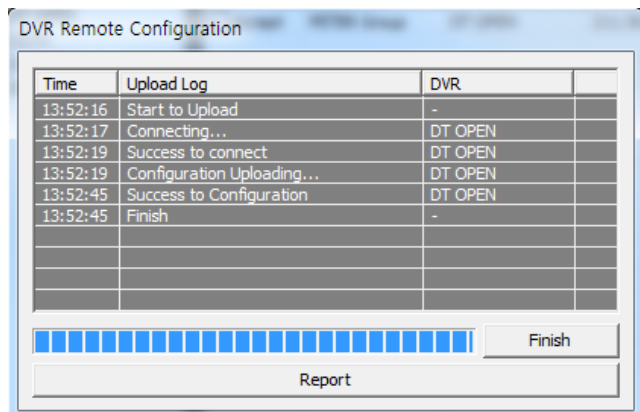 DVR Remote Configuration
Time Upload Log DVR
13:52:16 Start to Upload -
13:52:17 Connecting... DT OPEN
13:52:19 Success to connect DT OPEN
13:52:19 Configuration Uploading... DT OPEN
13:52:45 Success to Configuration DT OPEN
13:52:45 Finish -
Finish
Report